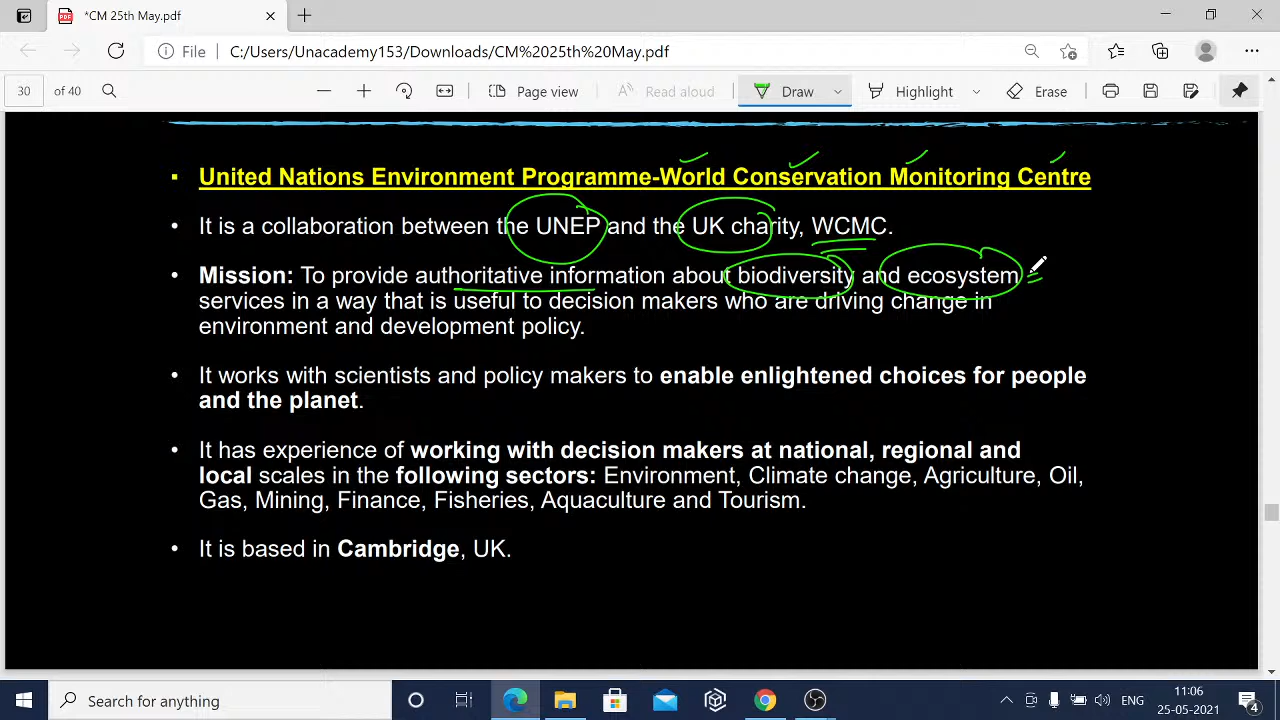 *CM 25th May.pdf
File C:/Users/Unacademy153/Downloads/CM%2025th%20May.pdf
30 of 40 Page view Read aloud Draw Highlight Erase
▪ United Nations Environment Programme-World Conservation Monitoring Centre
• It is a collaboration between the UNEP and the UK charity, WCMC.
• Mission: To provide authoritative information about biodiversity and ecosystem
services in a way that is useful to decision makers who are driving change in
environment and development policy.
• It works with scientists and policy makers to enable enlightened choices for people
and the planet.
• It has experience of working with decision makers at national, regional and
local scales in the following sectors: Environment, Climate change, Agriculture, Oil,
Gas, Mining, Finance, Fisheries, Aquaculture and Tourism.
• It is based in Cambridge, UK.
Search for anything
ENG
11:06
25-05-2021
4